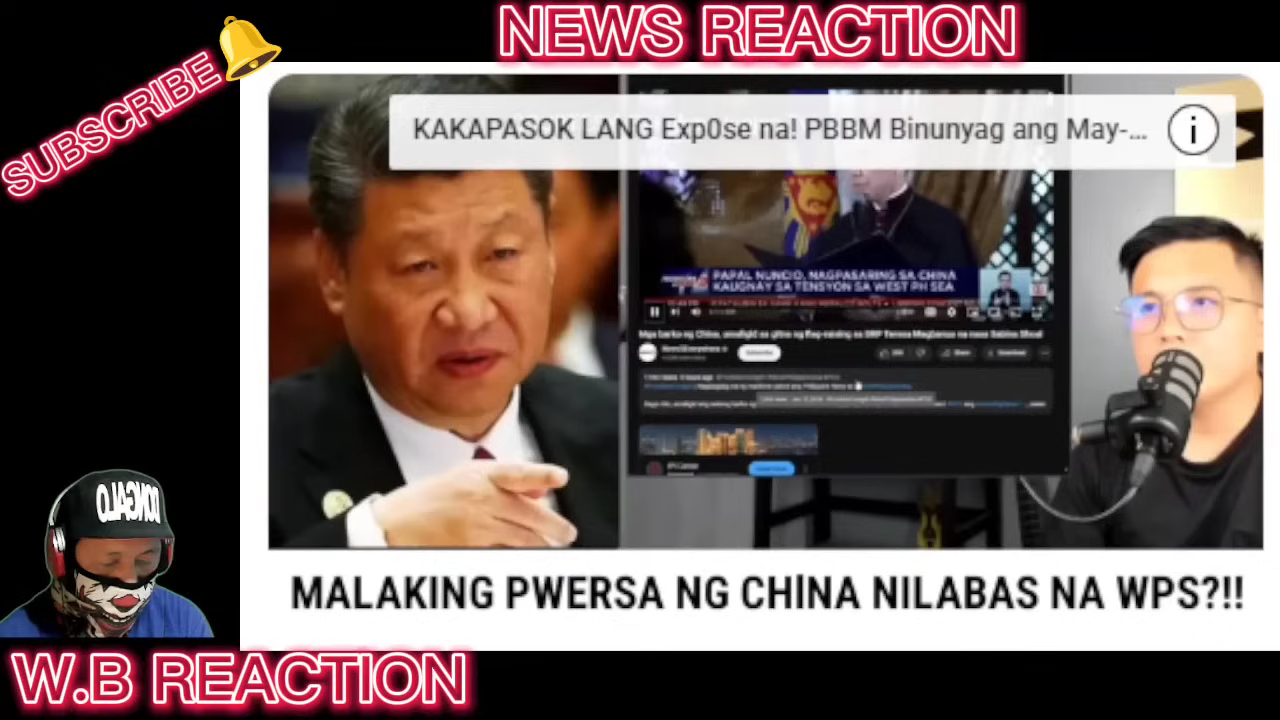 NEWS REACTION
SUBSCRIBE
KAKAPASOK LANG Exp0se na! PBBM Binunyag ang May-...
PAPAL NUNCIO, NAGPASARING SA CHINA
KAUGNAY SA TENSYON SA WEST PH SEA
MALAKING PWERSA NG CHINA NILABAS NA WPS?!!
W.B REACTION